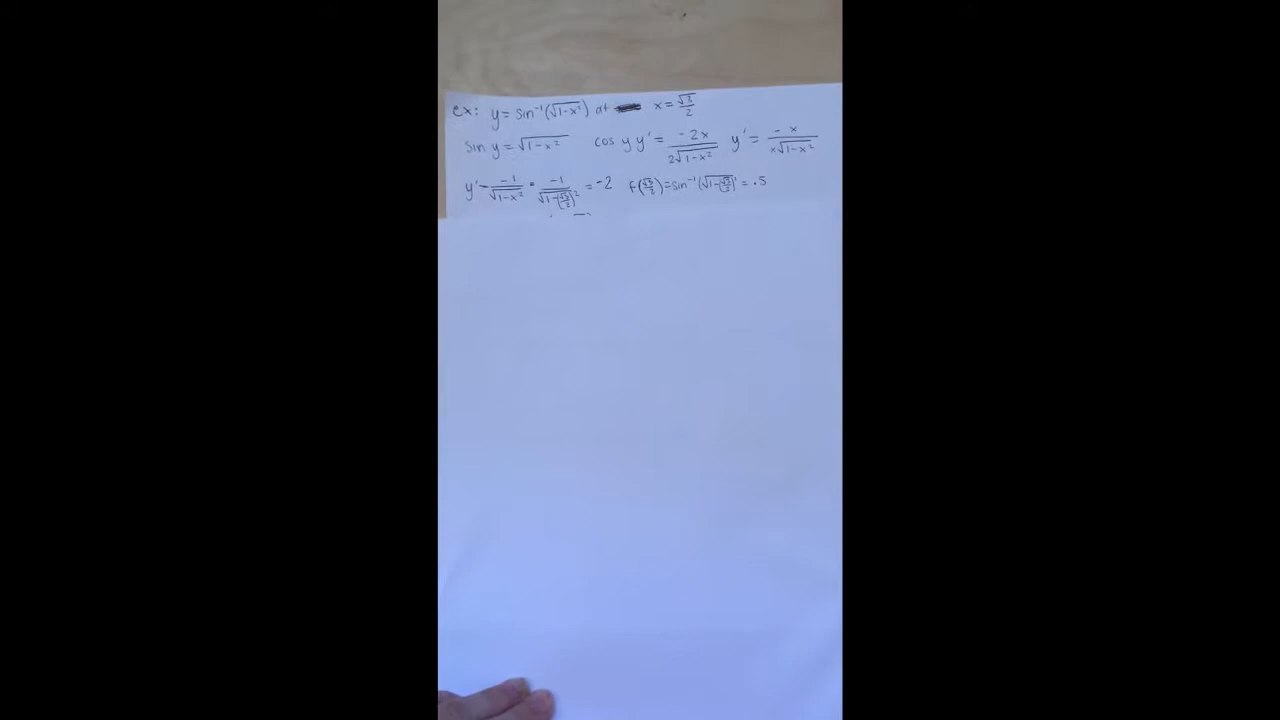 ex: y = sin⁻¹(√1-x²) at x = √3/2
sin y = √1-x² cos y y' = -2x/2√1-x² y' = -x/x√1-x²
y' = -1/√1-x² = -1/√1-(√3/2)² = -2 f(√3/2) = sin⁻¹(√1-(√3/2)²) = .5